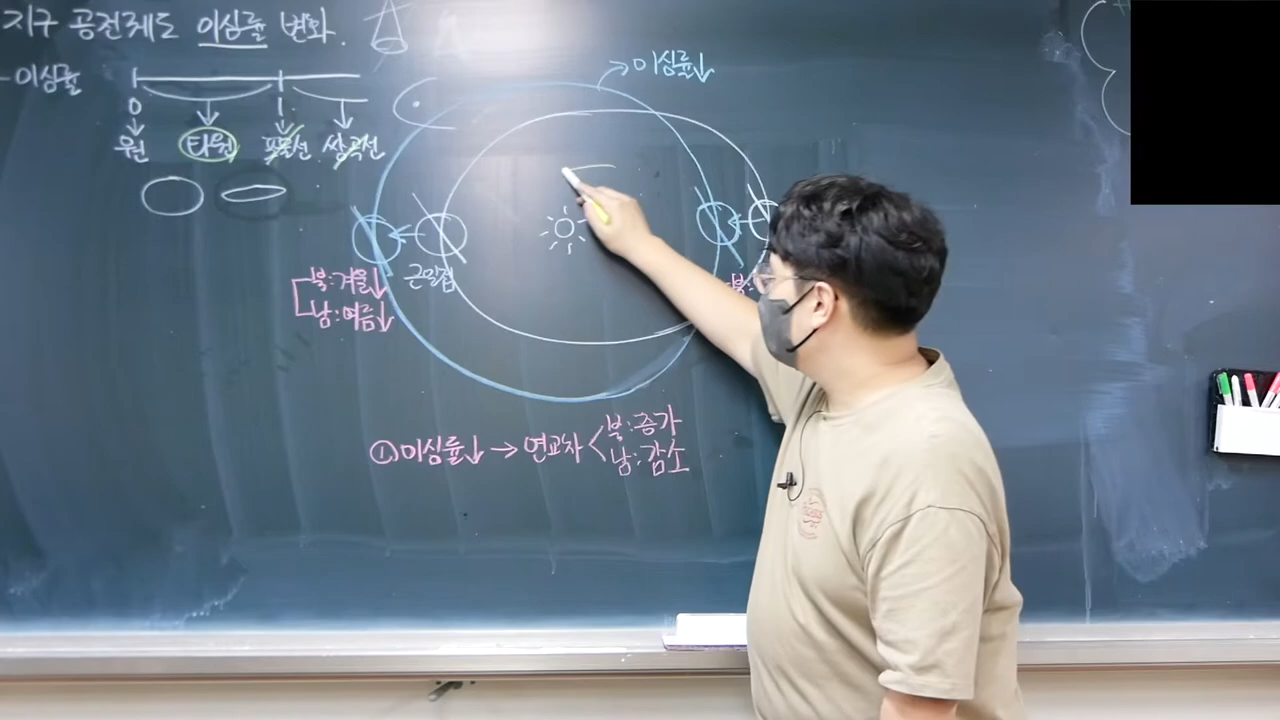 지구 공전궤도 이심률 변화.
- 이심률
0 1
원 타원 포물선 쌍곡선
이심률↓
근일점
북:겨울↓
남:여름↓
북:
① 이심률↓ → 연교차 < 북:증가
남:감소